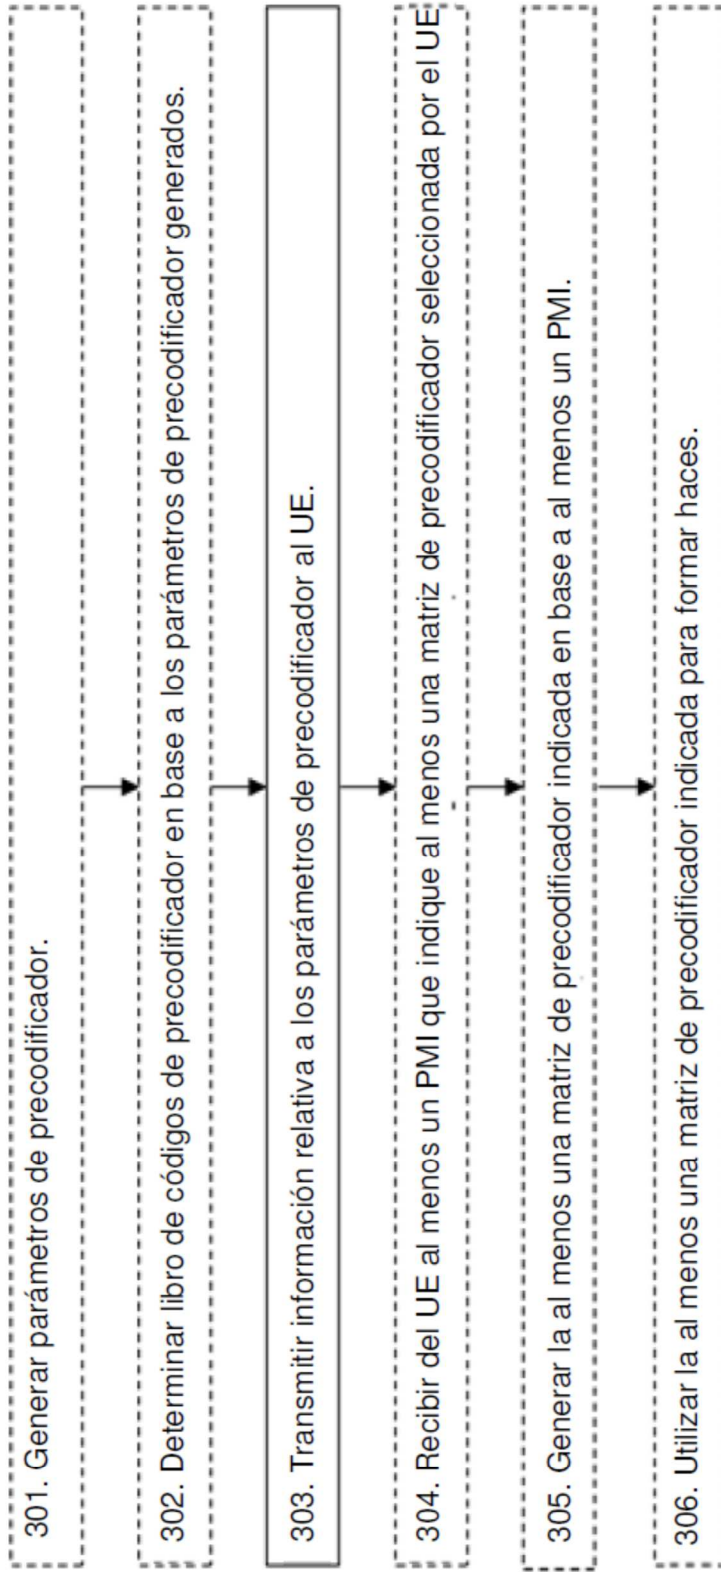 301. Generar parámetros de precodificador.
302. Determinar libro de códigos de precodificador en base a los parámetros de precodificador generados.
303. Transmitir información relativa a los parámetros de precodificador al UE.
304. Recibir del UE al menos un PMI que indique al menos una matriz de precodificador seleccionada por el UE
305. Generar la al menos una matriz de precodificador indicada en base a al menos un PMI.
306. Utilizar la al menos una matriz de precodificador indicada para formar haces.